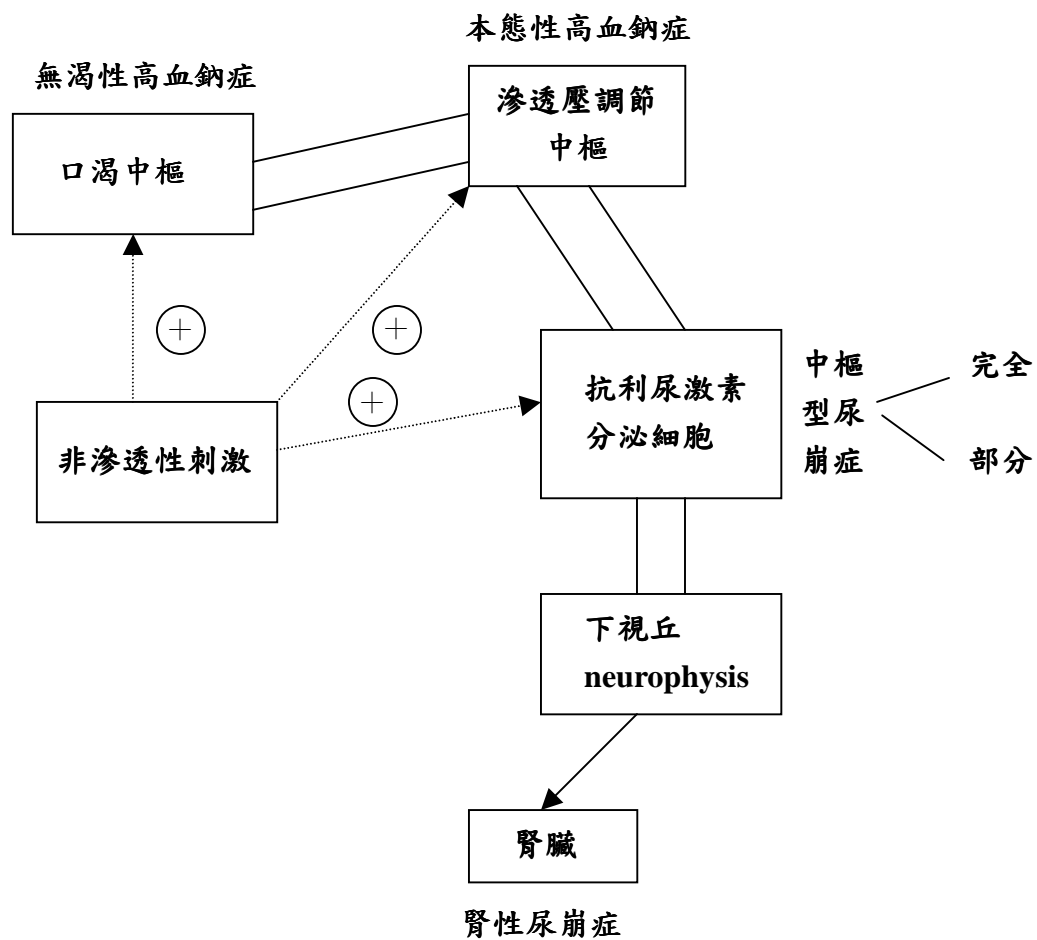 本態性高血鈉症
無渴性高血鈉症
滲透壓調節
中樞
口渴中樞
+
+
+
抗利尿激素
分泌細胞
中樞
型尿
崩症
完全
部分
非滲透性刺激
下視丘
neurophysis
腎臟
腎性尿崩症